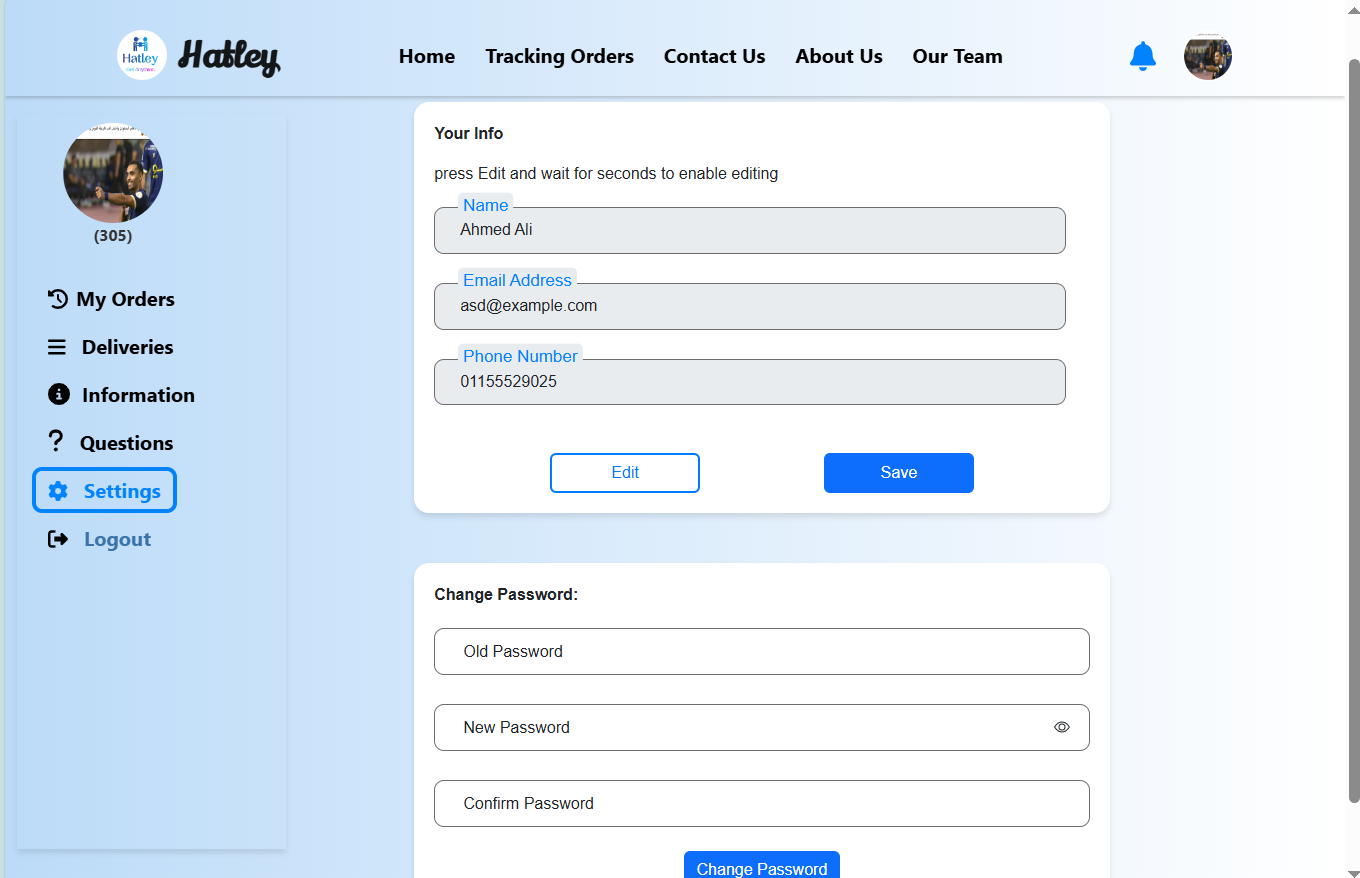 Hatley
Get Anything.
Hatley
Home
Tracking Orders
Contact Us
About Us
Our Team
(305)
My Orders
Deliveries
Information
Questions
Settings
Logout
Your Info
press Edit and wait for seconds to enable editing
Name
Ahmed Ali
Email Address
asd@example.com
Phone Number
01155529025
Edit
Save
Change Password:
Old Password
New Password
Confirm Password
Change Password